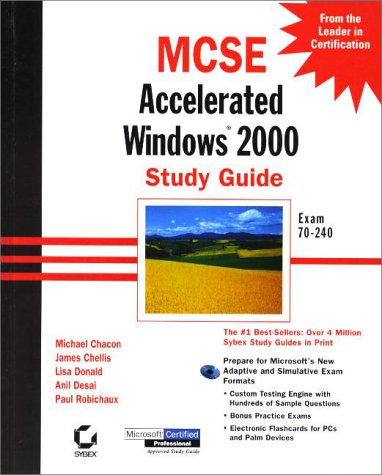 From the
Leader in
Certification
MCSE
Accelerated
Windows® 2000
Study Guide
Exam
70-240
Michael Chacon
James Chellis
Lisa Donald
Anil Desai
Paul Robichaux
The #1 Best-Sellers: Over 4 Million
Sybex Study Guides in Print
Prepare for Microsoft's New
Adaptive and Simulative Exam
Formats
• Custom Testing Engine with
Hundreds of Sample Questions
• Bonus Practice Exams
• Electronic Flashcards for PCs
and Palm Devices
SYBEX
Microsoft Certified
Professional
Approved Study Guide